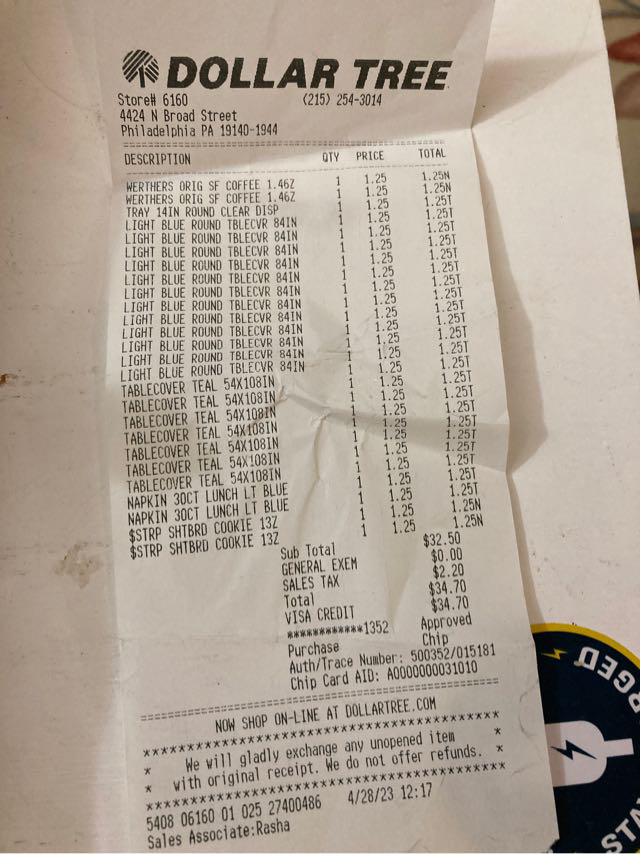 DOLLAR TREE
Store# 6160 (215) 254-3014
4424 N Broad Street
Philadelphia PA 19140-1944
DESCRIPTION QTY PRICE TOTAL
WERTHERS ORIG SF COFFEE 1.46Z 1 1.25 1.25N
WERTHERS ORIG SF COFFEE 1.46Z 1 1.25 1.25N
TRAY 14IN ROUND CLEAR DISP 1 1.25 1.25T
LIGHT BLUE ROUND TBLECVR 84IN 1 1.25 1.25T
LIGHT BLUE ROUND TBLECVR 84IN 1 1.25 1.25T
LIGHT BLUE ROUND TBLECVR 84IN 1 1.25 1.25T
LIGHT BLUE ROUND TBLECVR 84IN 1 1.25 1.25T
LIGHT BLUE ROUND TBLECVR 84IN 1 1.25 1.25T
LIGHT BLUE ROUND TBLECVR 84IN 1 1.25 1.25T
LIGHT BLUE ROUND TBLECVR 84IN 1 1.25 1.25T
LIGHT BLUE ROUND TBLECVR 84IN 1 1.25 1.25T
LIGHT BLUE ROUND TBLECVR 84IN 1 1.25 1.25T
LIGHT BLUE ROUND TBLECVR 84IN 1 1.25 1.25T
LIGHT BLUE ROUND TBLECVR 84IN 1 1.25 1.25T
LIGHT BLUE ROUND TBLECVR 84IN 1 1.25 1.25T
TABLECOVER TEAL 54X108IN 1 1.25 1.25T
TABLECOVER TEAL 54X108IN 1 1.25 1.25T
TABLECOVER TEAL 54X108IN 1 1.25 1.25T
TABLECOVER TEAL 54X108IN 1 1.25 1.25T
TABLECOVER TEAL 54X108IN 1 1.25 1.25T
TABLECOVER TEAL 54X108IN 1 1.25 1.25T
TABLECOVER TEAL 54X108IN 1 1.25 1.25T
NAPKIN 30CT LUNCH LT BLUE 1 1.25 1.25T
NAPKIN 30CT LUNCH LT BLUE 1 1.25 1.25T
$STRP SHTBRD COOKIE 13Z 1 1.25 1.25N
$STRP SHTBRD COOKIE 13Z 1 1.25 1.25N
Sub Total $32.50
GENERAL EXEM $0.00
SALES TAX $2.20
Total $34.70
VISA CREDIT $34.70
************1352 Approved
Purchase Chip
Auth/Trace Number: 500352/015181
Chip Card AID: A0000000031010
NOW SHOP ON-LINE AT DOLLARTREE.COM
* We will gladly exchange any unopened item *
* with original receipt. We do not offer refunds. *
5408 06160 01 025 27400486 4/28/23 12:17
Sales Associate:Rasha
RGED
STA